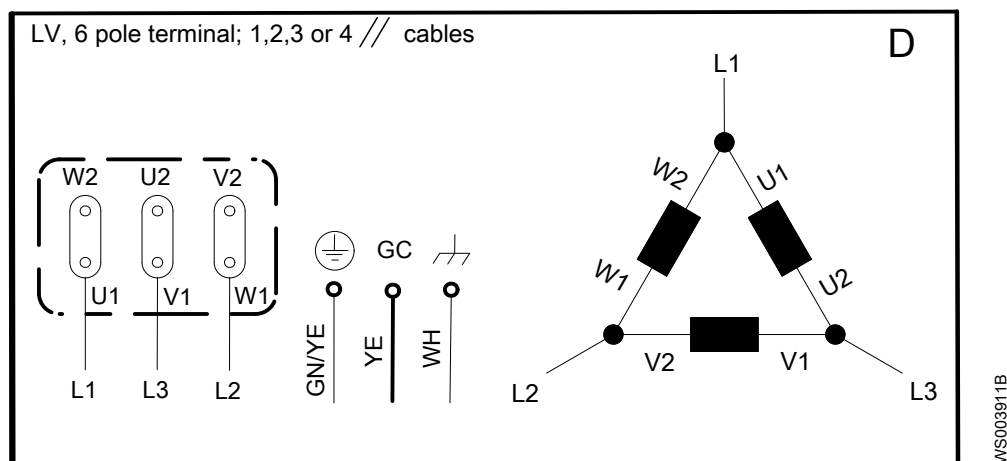 LV, 6 pole terminal; 1,2,3 or 4 // cables
D
W2 U2 V2
U1 V1 W1
L1 L3 L2
GC
GN/YE
YE
WH
L1
W2 U1
W1 U2
V2 V1
L2 L3
WS003911B